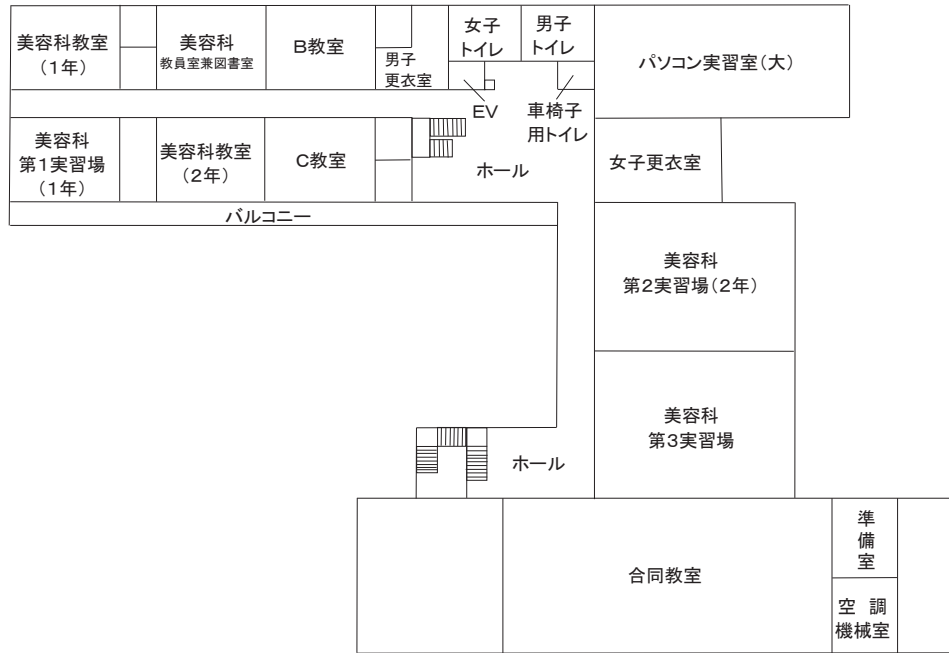 美容科教室
（1年）
美容科
教員室兼図書室
B教室
男子
更衣室
女子
トイレ
男子
トイレ
パソコン実習室（大）
EV
車椅子
用トイレ
美容科
第1実習場
（1年）
美容科教室
（2年）
C教室
ホール
女子更衣室
バルコニー
美容科
第2実習場（2年）
美容科
第3実習場
ホール
合同教室
準
備
室
空 調
機械室